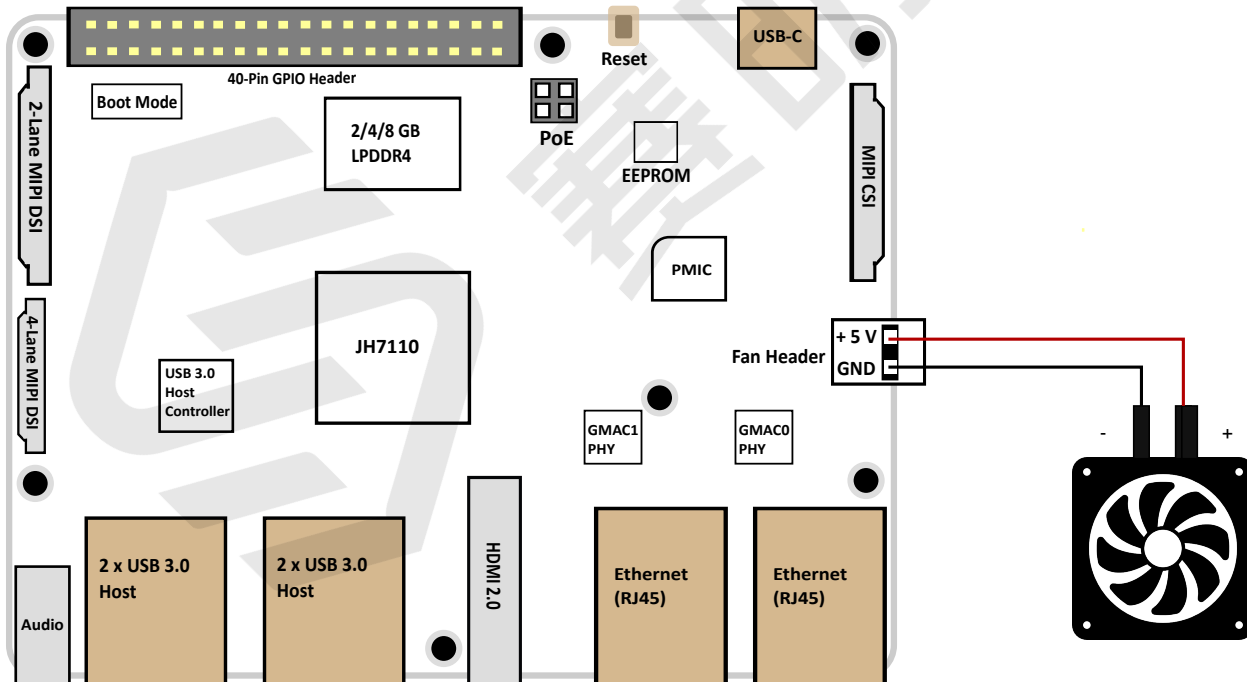 USB-C
Reset
40-Pin GPIO Header
Boot Mode
2-Lane MIPI DSI
2/4/8 GB
LPDDR4
PoE
EEPROM
MIPI CSI
PMIC
4-Lane MIPI DSI
JH7110
USB 3.0
Host
Controller
Fan Header
+ 5 V
GND
GMAC1
PHY
GMAC0
PHY
-
+
2 x USB 3.0
Host
2 x USB 3.0
Host
HDMI 2.0
Ethernet
(RJ45)
Ethernet
(RJ45)
Audio